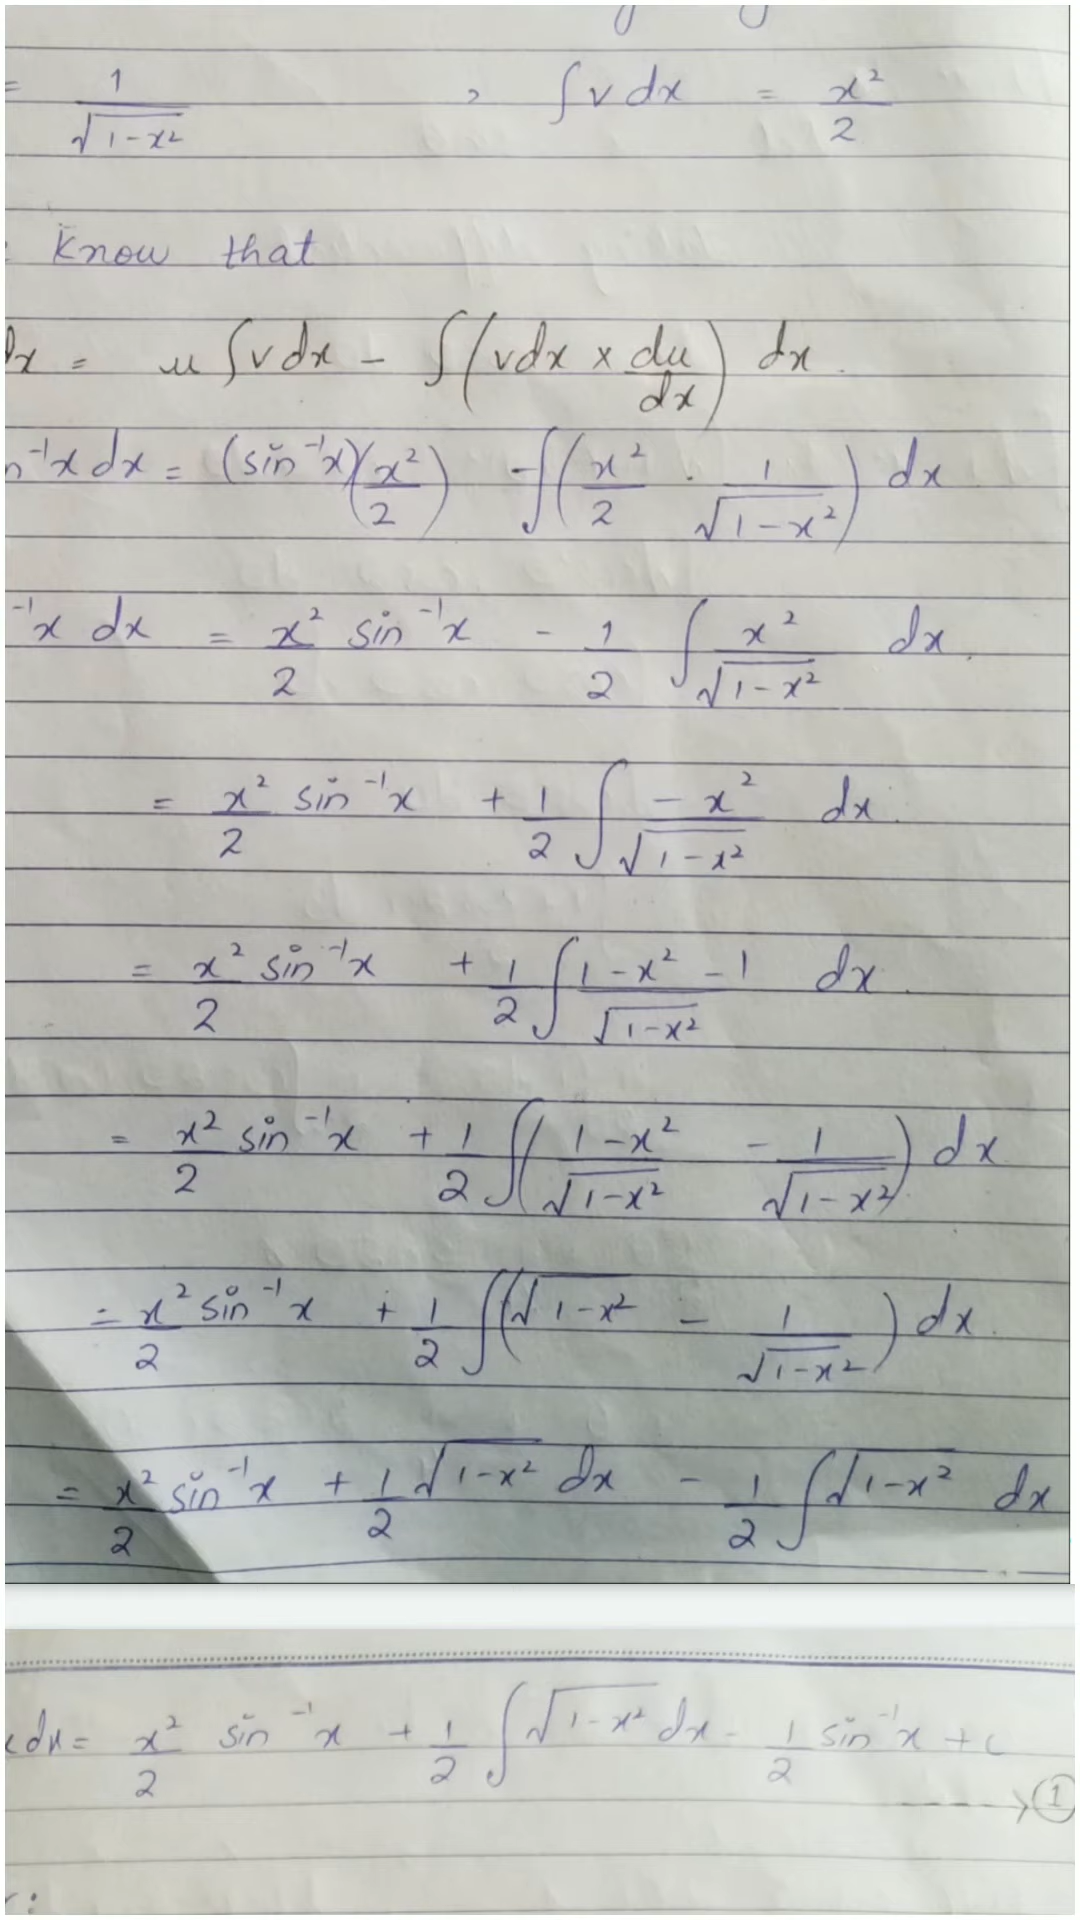 = 1/√(1-x²) , ∫v dx = x²/2
Know that
dx = u ∫v dx - ∫(vdx × du/dx) dx.
n⁻¹x dx = (sin⁻¹x)(x²/2) - ∫(x²/2 · 1/√(1-x²)) dx
⁻¹x dx = x²/2 sin⁻¹x - 1/2 ∫ x²/√(1-x²) dx.
= x²/2 sin⁻¹x + 1/2 ∫ -x²/√(1-x²) dx.
= x²/2 sin⁻¹x + 1/2 ∫ (1-x²-1)/√(1-x²) dx.
= x²/2 sin⁻¹x + 1/2 ∫((1-x²)/√(1-x²) - 1/√(1-x²)) dx
= x²/2 sin⁻¹x + 1/2 ∫(√(1-x²) - 1/√(1-x²)) dx.
= x²/2 sin⁻¹x + 1/2 √(1-x²) dx - 1/2 ∫√(1-x²) dx
dx = x²/2 sin⁻¹x + 1/2 ∫√(1-x²) dx - 1/2 sin⁻¹x + c
----→ ①
: